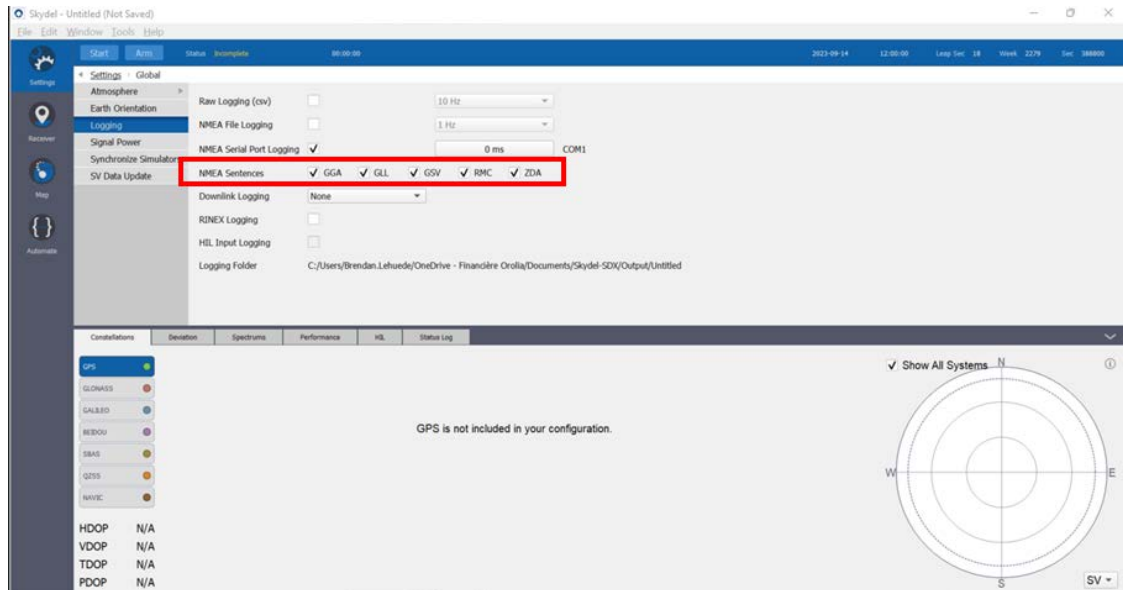 Skydel - Untitled (Not Saved)
File Edit Window Tools Help
Start Arm Status Incomplete 00:00:00 2023-09-14 12:00:00 Leap Sec 18 Week 2279 Sec 388800
Settings
Receiver
Map
Automate
Settings Global
Atmosphere
Earth Orientation
Logging
Signal Power
Synchronize Simulators
SV Data Update
Raw Logging (csv) 10 Hz
NMEA File Logging 1 Hz
NMEA Serial Port Logging 0 ms COM1
NMEA Sentences GGA GLL GSV RMC ZDA
Downlink Logging None
RINEX Logging
HIL Input Logging
Logging Folder C:/Users/Brendan.Lehuede/OneDrive - Financière Orolia/Documents/Skydel-SDX/Output/Untitled
Constellations Deviation Spectrums Performance HIL Status Log
GPS
GLONASS
GALILEO
BEIDOU
SBAS
QZSS
NAVIC
HDOP N/A
VDOP N/A
TDOP N/A
PDOP N/A
GPS is not included in your configuration.
Show All Systems
N
W
E
S
SV